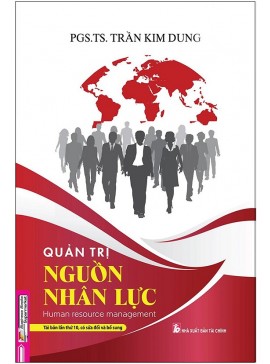 PGS.TS. TRẦN KIM DUNG
QUẢN TRỊ
NGUỒN
NHÂN LỰC
Human resource management
Tái bản lần thứ 10, có sửa đổi và bổ sung
NHÀ XUẤT BẢN TÀI CHÍNH